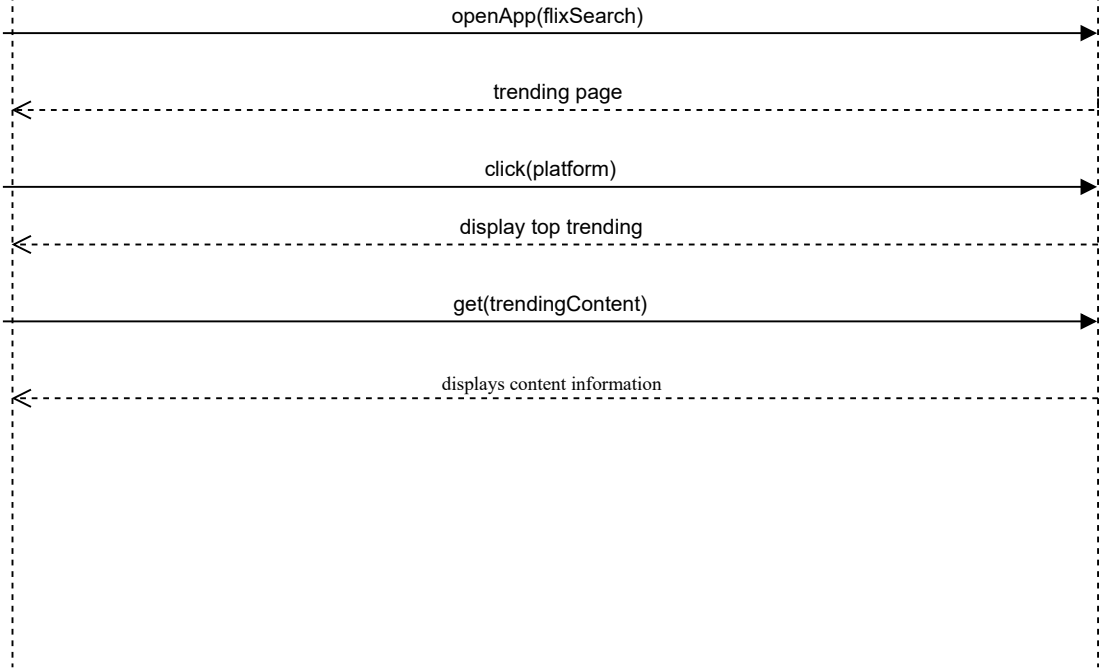 openApp(flixSearch)
trending page
click(platform)
display top trending
get(trendingContent)
displays content information